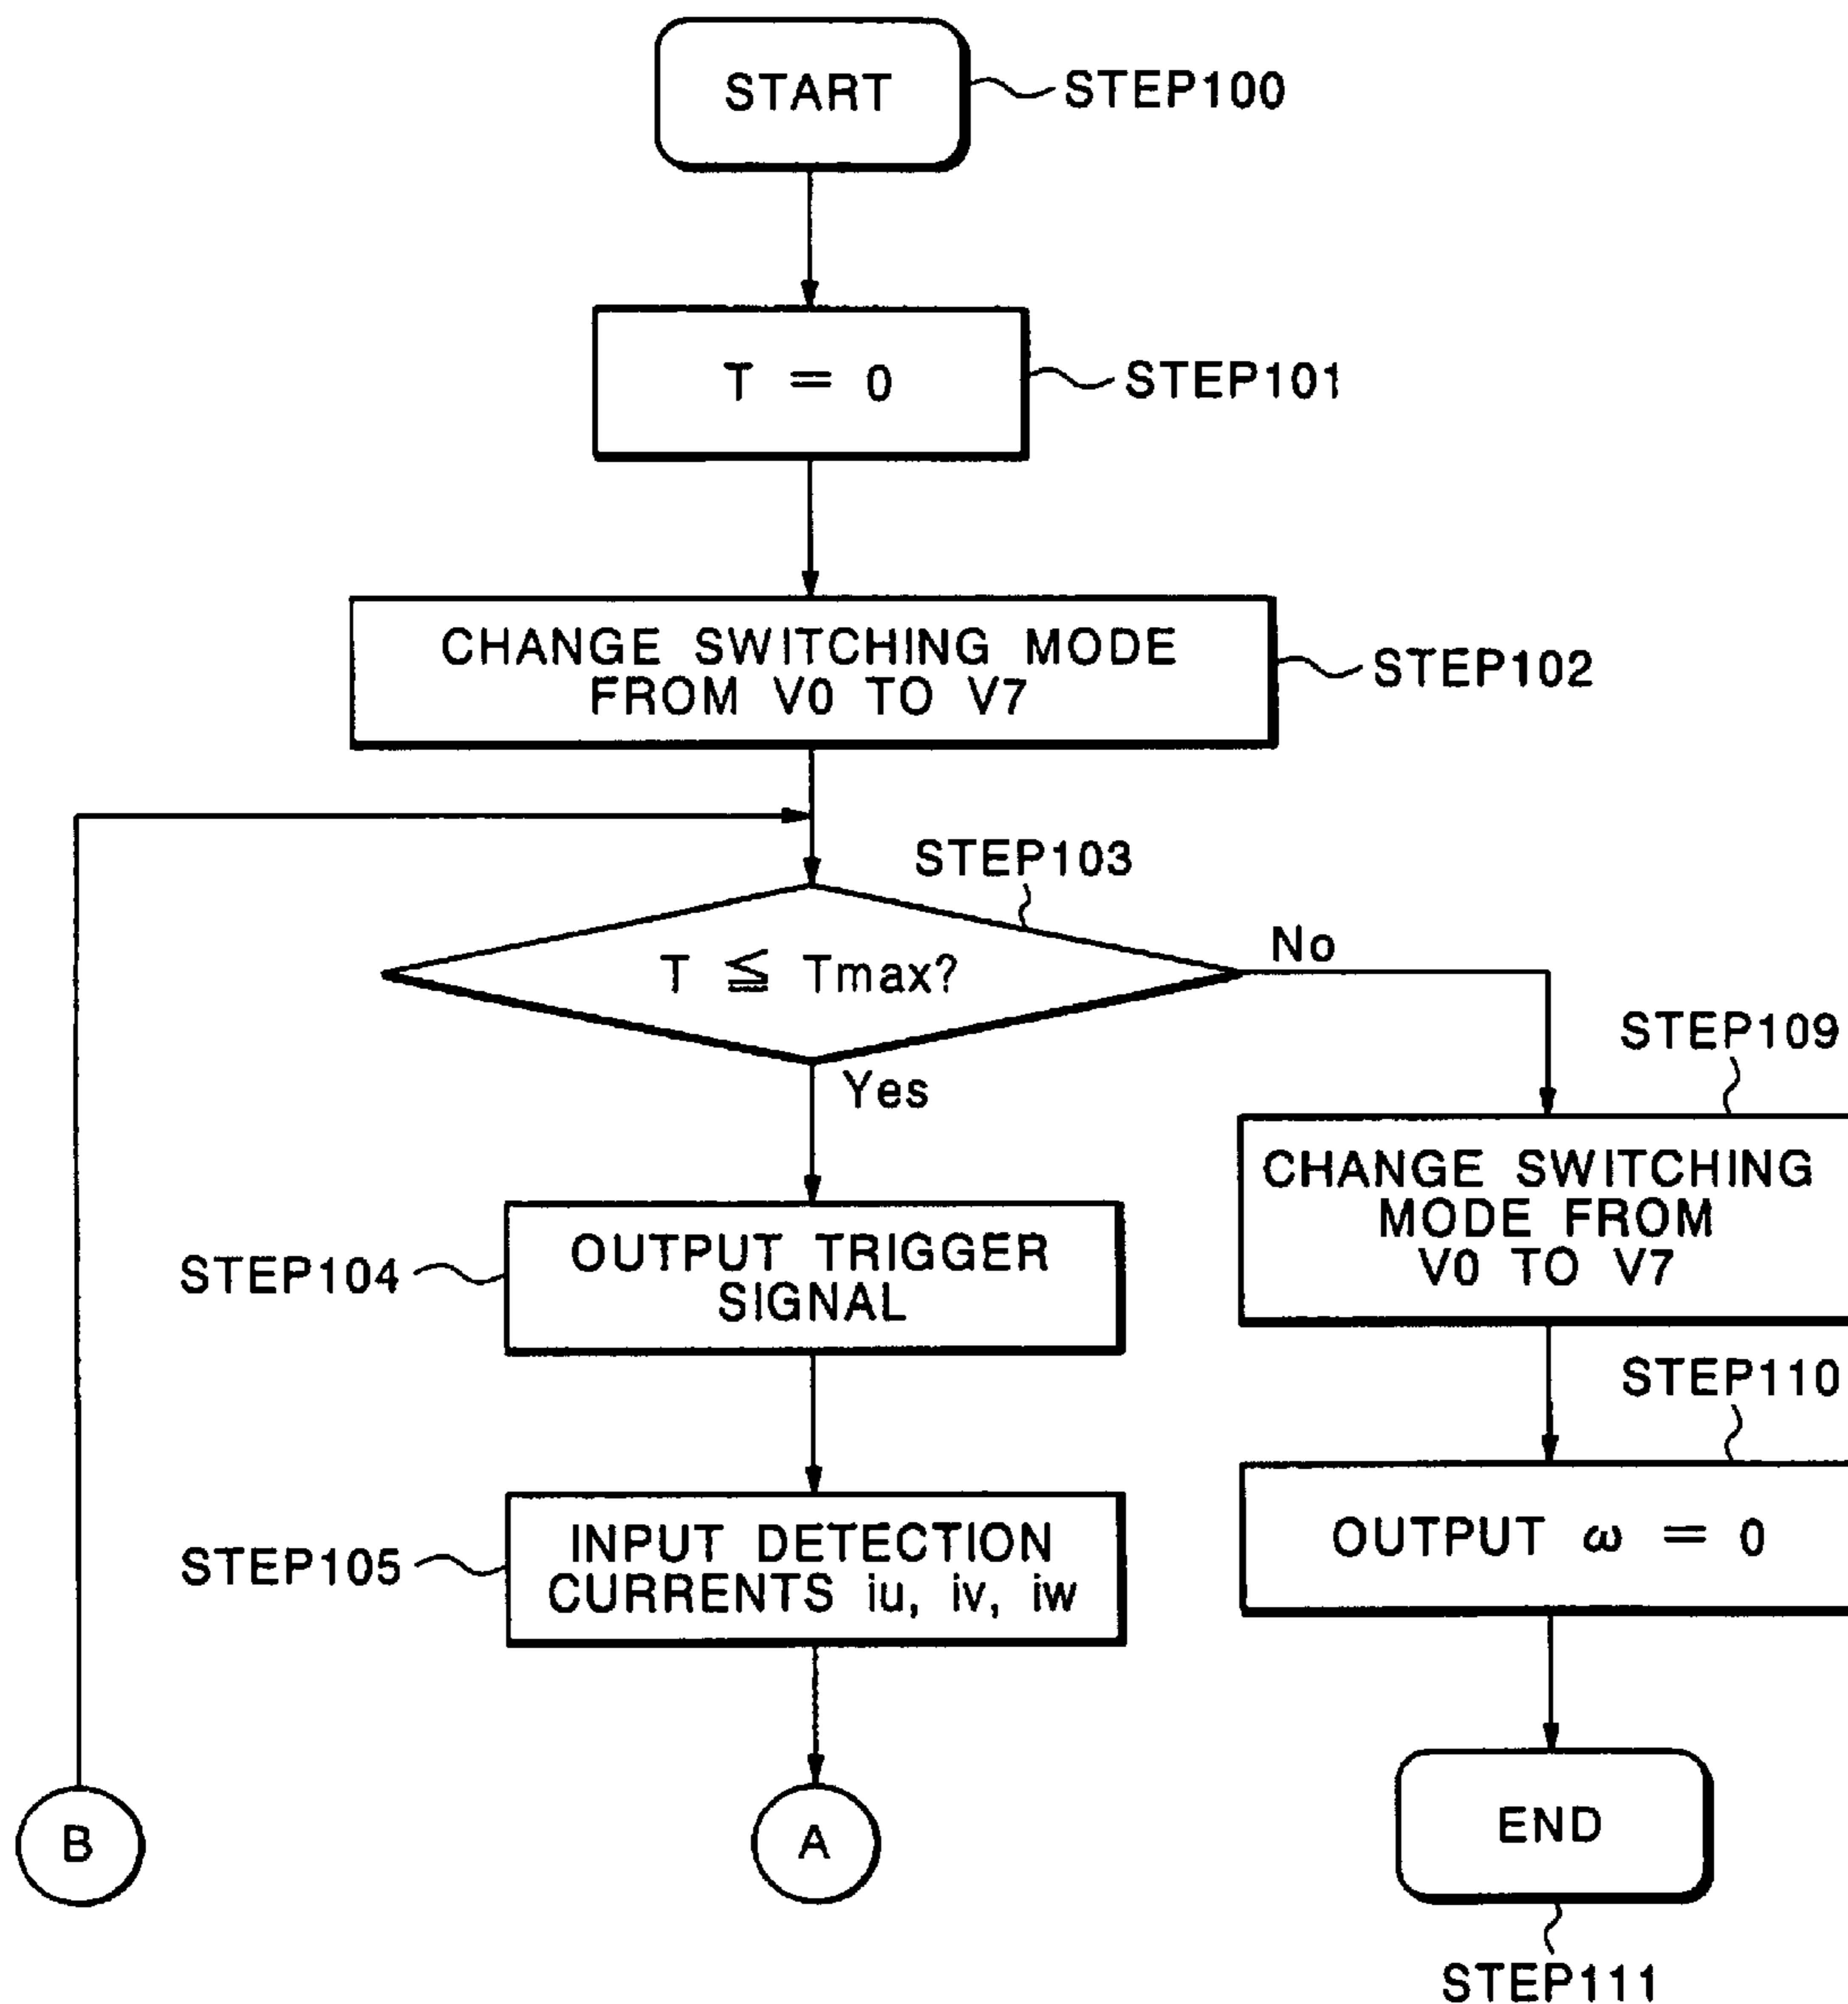 START
STEP100
T = 0
STEP101
CHANGE SWITCHING MODE
FROM V0 TO V7
STEP102
STEP103
T ≦ Tmax?
No
Yes
STEP109
CHANGE SWITCHING
MODE FROM
V0 TO V7
STEP104
OUTPUT TRIGGER
SIGNAL
STEP110
OUTPUT ω = 0
STEP105
INPUT DETECTION
CURRENTS iu, iv, iw
B
A
END
STEP111